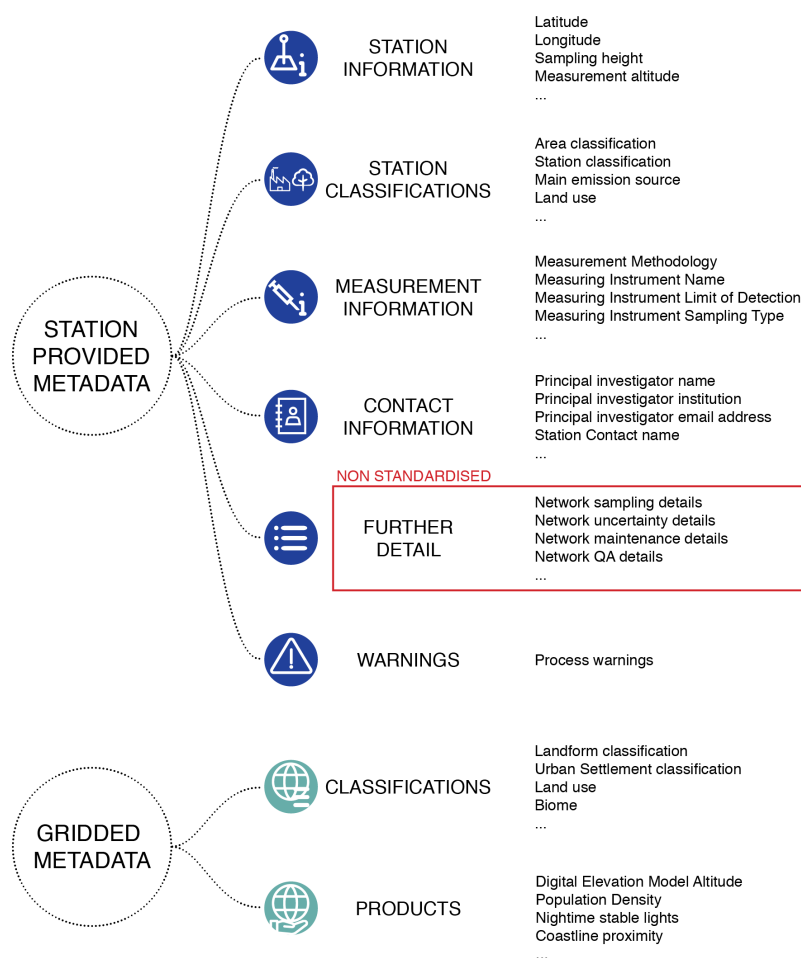 STATION
INFORMATION
Latitude
Longitude
Sampling height
Measurement altitude
...
STATION
CLASSIFICATIONS
Area classification
Station classification
Main emission source
Land use
...
STATION
PROVIDED
METADATA
MEASUREMENT
INFORMATION
Measurement Methodology
Measuring Instrument Name
Measuring Instrument Limit of Detection
Measuring Instrument Sampling Type
...
CONTACT
INFORMATION
Principal investigator name
Principal investigator institution
Principal investigator email address
Station Contact name
...
NON STANDARDISED
FURTHER
DETAIL
Network sampling details
Network uncertainty details
Network maintenance details
Network QA details
...
WARNINGS
Process warnings
GRIDDED
METADATA
CLASSIFICATIONS
Landform classification
Urban Settlement classification
Land use
Biome
...
PRODUCTS
Digital Elevation Model Altitude
Population Density
Nightime stable lights
Coastline proximity
...